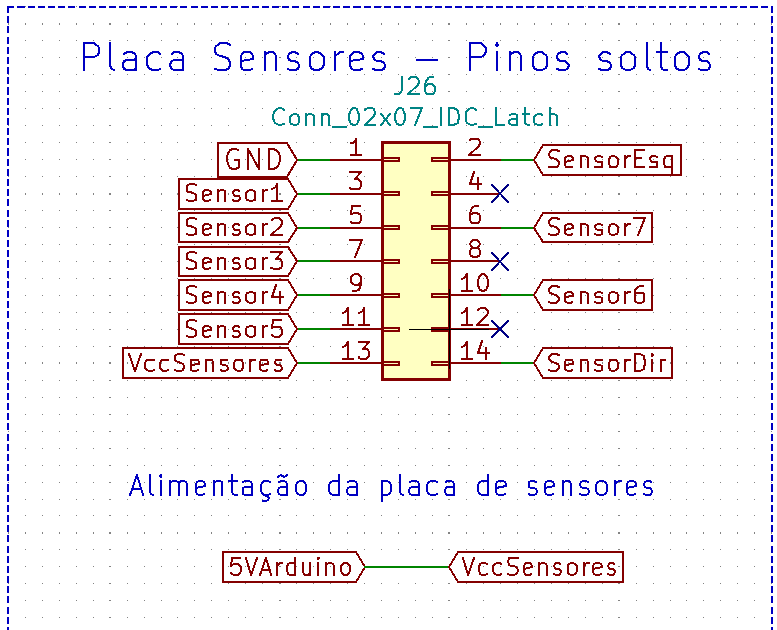 Placa Sensores - Pinos soltos
J26
Conn_02x07_IDC_Latch
GND 1 2 SensorEsq
Sensor1 3 4
Sensor2 5 6 Sensor7
Sensor3 7 8
Sensor4 9 10 Sensor6
Sensor5 11 12
VccSensores 13 14 SensorDir
Alimentação da placa de sensores
5VArduino VccSensores